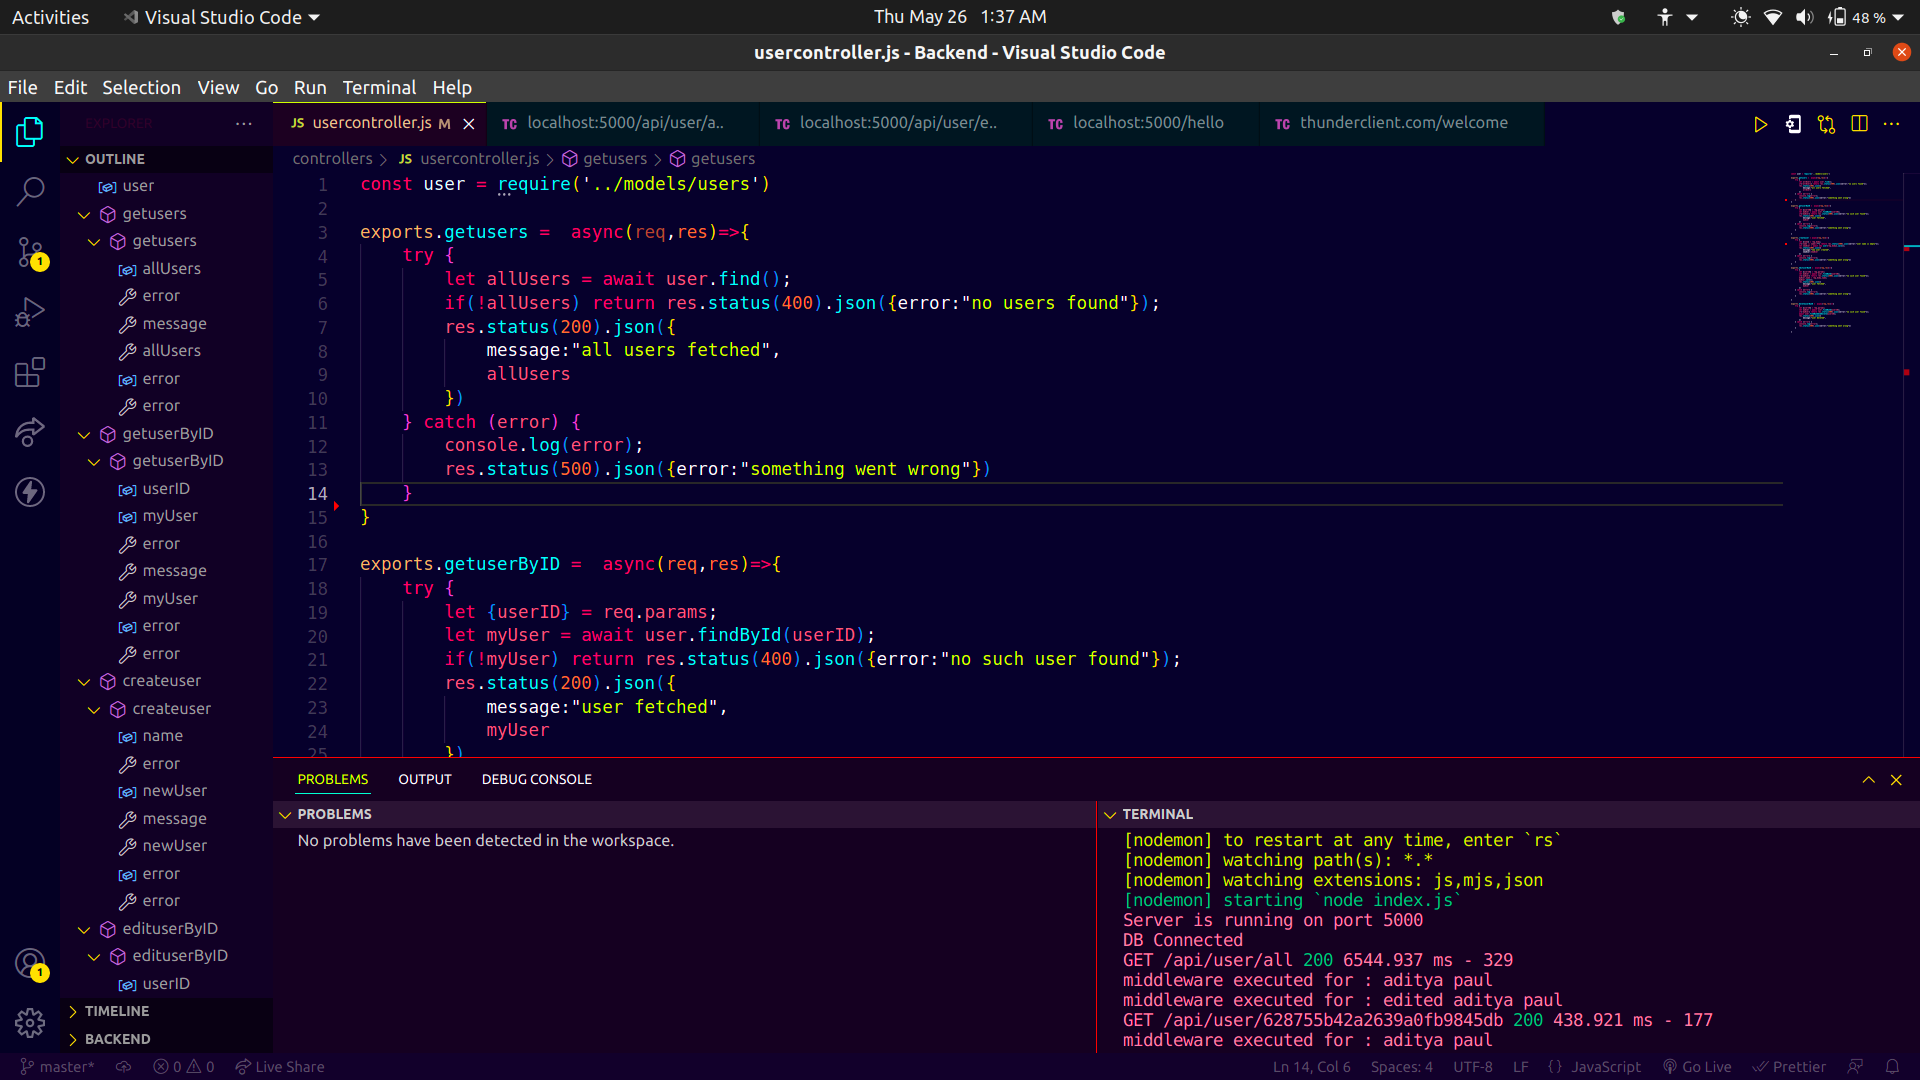 Activities
Visual Studio Code
Thu May 26 1:37 AM
48 %
usercontroller.js - Backend - Visual Studio Code
File Edit Selection View Go Run Terminal Help
EXPLORER
JS usercontroller.js M
TC localhost:5000/api/user/a..
TC localhost:5000/api/user/e..
TC localhost:5000/hello
TC thunderclient.com/welcome
controllers > JS usercontroller.js > getusers > getusers
OUTLINE
user
getusers
getusers
allUsers
error
message
allUsers
error
error
getuserByID
getuserByID
userID
myUser
error
message
myUser
error
error
createuser
createuser
name
error
newUser
message
newUser
error
error
edituserByID
edituserByID
userID
TIMELINE
BACKEND
1
1
1 const user = require('../models/users')
2
3 exports.getusers =  async(req,res)=>{
4     try {
5         let allUsers = await user.find();
6         if(!allUsers) return res.status(400).json({error:"no users found"});
7         res.status(200).json({
8             message:"all users fetched",
9             allUsers
10         })
11     } catch (error) {
12         console.log(error);
13         res.status(500).json({error:"something went wrong"})
14     }
15 }
16
17 exports.getuserByID =  async(req,res)=>{
18     try {
19         let {userID} = req.params;
20         let myUser = await user.findById(userID);
21         if(!myUser) return res.status(400).json({error:"no such user found"});
22         res.status(200).json({
23             message:"user fetched",
24             myUser
25         })
PROBLEMS OUTPUT DEBUG CONSOLE
PROBLEMS
No problems have been detected in the workspace.
TERMINAL
[nodemon] to restart at any time, enter `rs`
[nodemon] watching path(s): *.*
[nodemon] watching extensions: js,mjs,json
[nodemon] starting `node index.js`
Server is running on port 5000
DB Connected
GET /api/user/all 200 6544.937 ms - 329
middleware executed for : aditya paul
middleware executed for : edited aditya paul
GET /api/user/628755b42a2639a0fb9845db 200 438.921 ms - 177
middleware executed for : aditya paul
master* 0 0 Live Share
Ln 14, Col 6 Spaces: 4 UTF-8 LF {} JavaScript Go Live Prettier